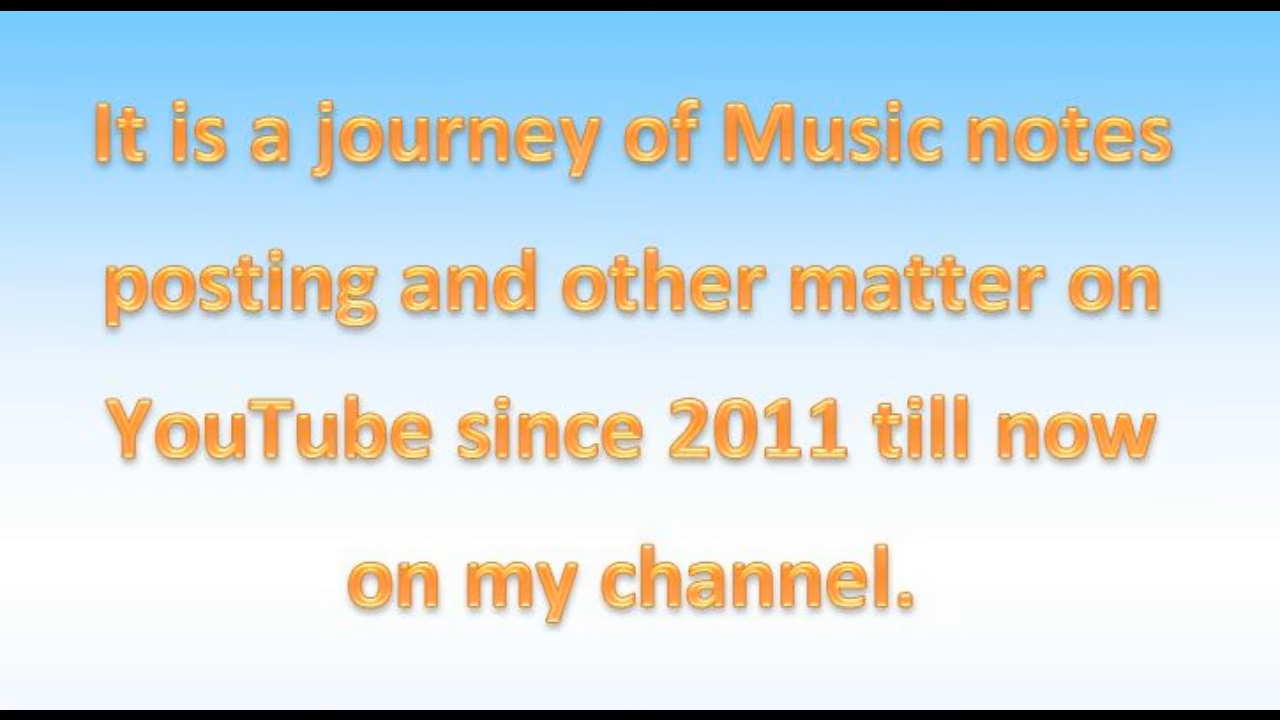 It is a journey of Music notes
posting and other matter on
YouTube since 2011 till now
on my channel.